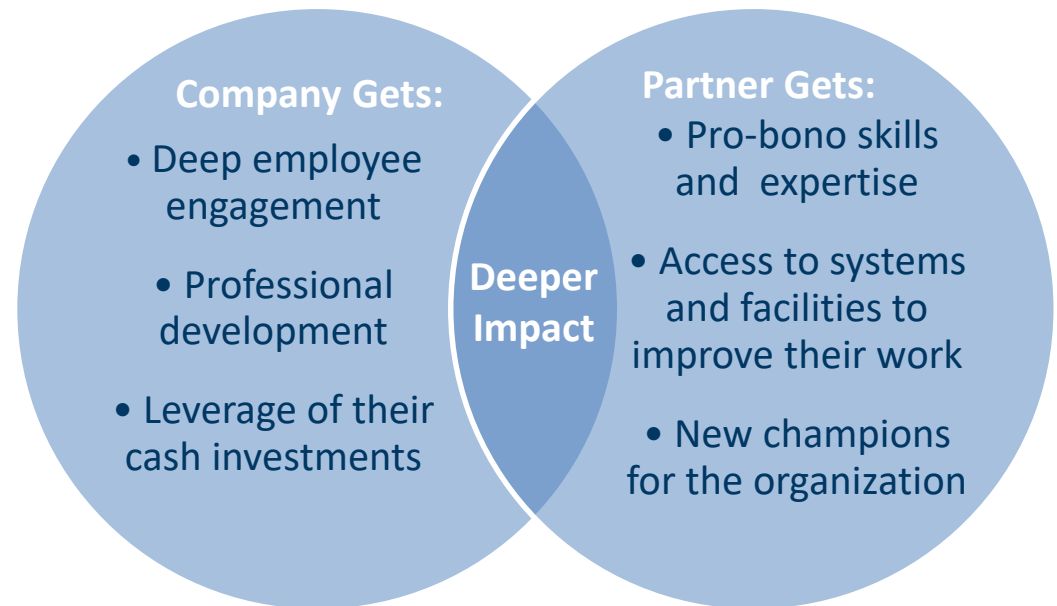 Company Gets:
• Deep employee
engagement
• Professional
development
• Leverage of their
cash investments
Deeper
Impact
Partner Gets:
• Pro-bono skills
and expertise
• Access to systems
and facilities to
improve their work
• New champions
for the organization